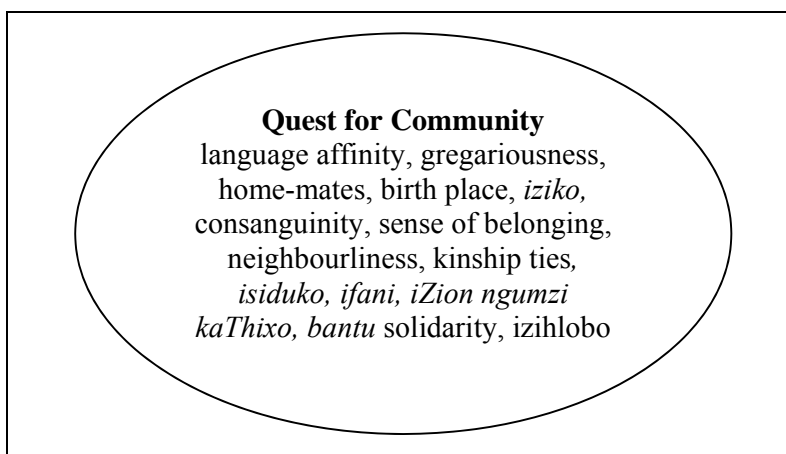 Quest for Community
language affinity, gregariousness,
home-mates, birth place, iziko,
consanguinity, sense of belonging,
neighbourliness, kinship ties,
isiduko, ifani, iZion ngumzi
kaThixo, bantu solidarity, izihlobo